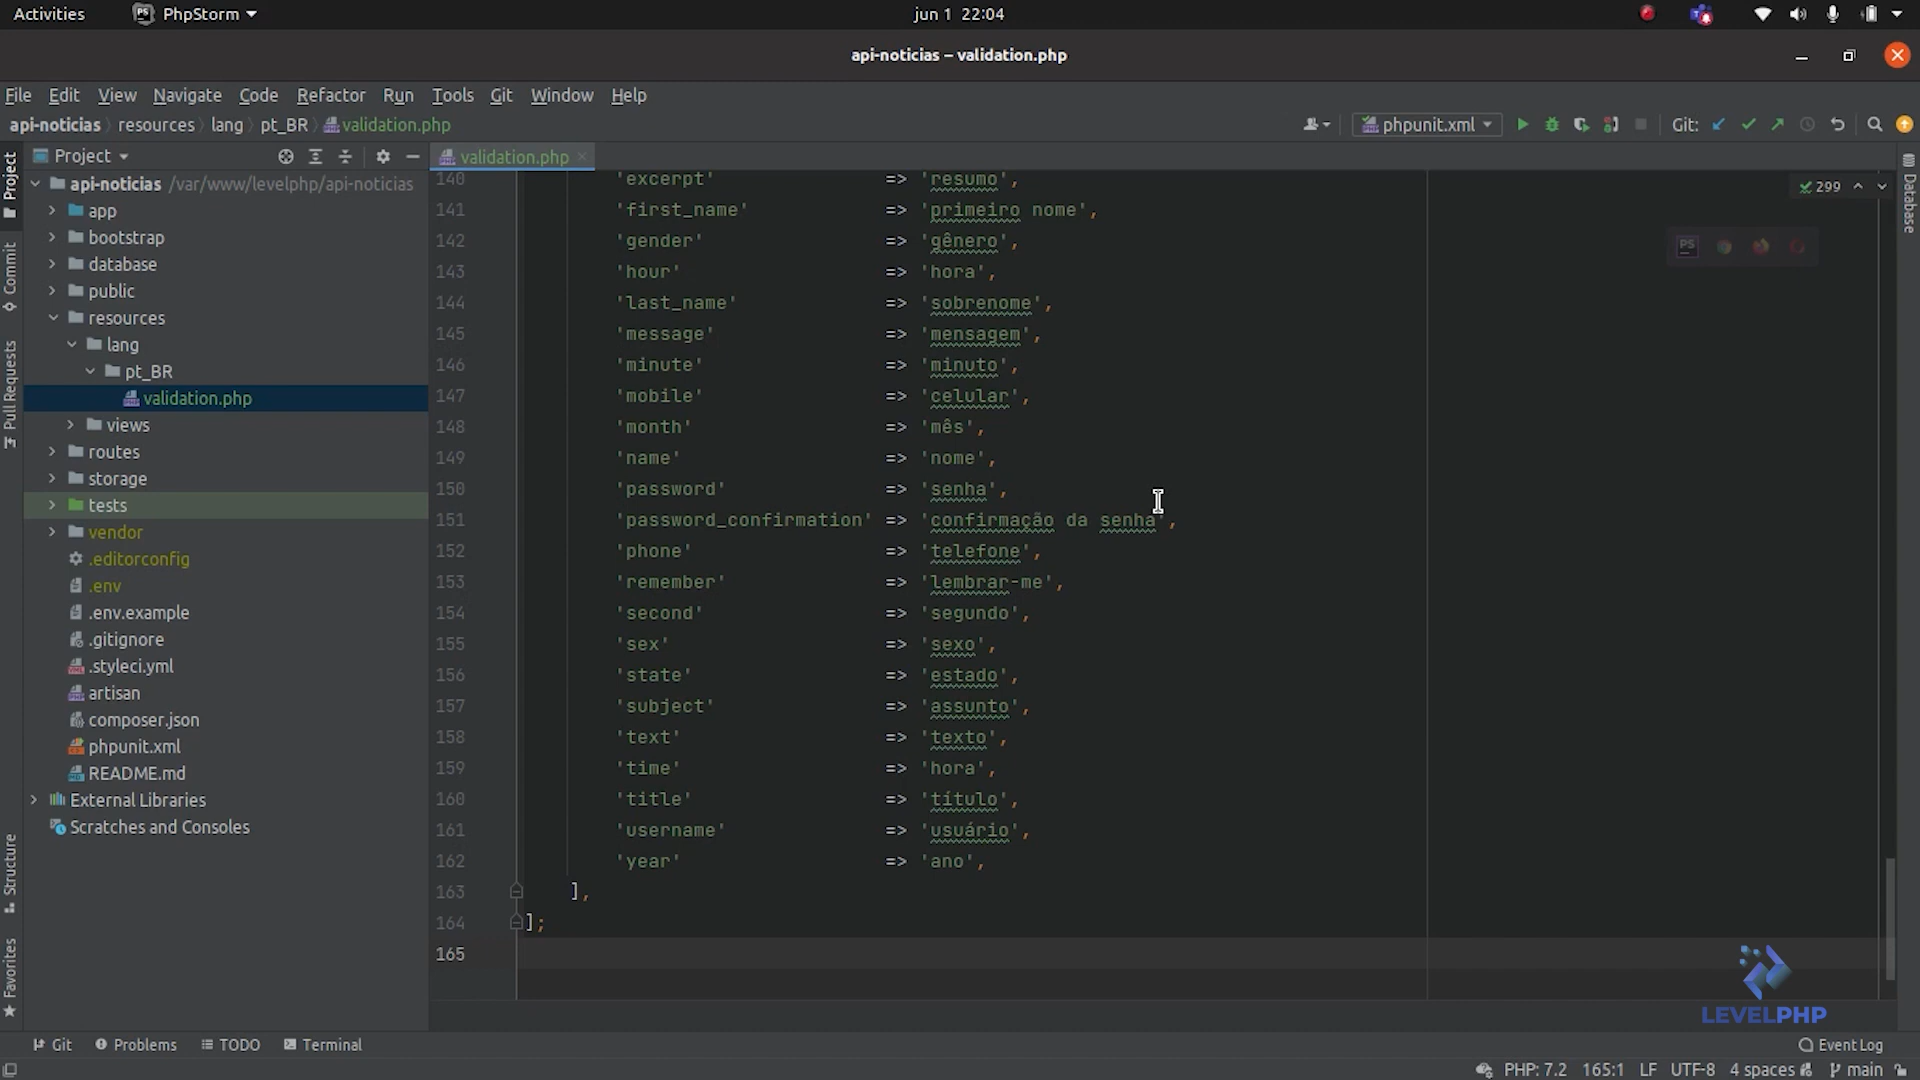 Activities PhpStorm jun 1 22:04
api-noticias – validation.php
File Edit View Navigate Code Refactor Run Tools Git Window Help
api-noticias resources lang pt_BR validation.php phpunit.xml Git:
Project validation.php
api-noticias /var/www/levelphp/api-noticias
app
bootstrap
database
public
resources
lang
pt_BR
validation.php
views
routes
storage
tests
vendor
.editorconfig
.env
.env.example
.gitignore
.styleci.yml
artisan
composer.json
phpunit.xml
README.md
External Libraries
Scratches and Consoles
Project
Commit
Pull Requests
Structure
Favorites
140 'excerpt' => 'resumo',
141 'first_name' => 'primeiro nome',
142 'gender' => 'gênero',
143 'hour' => 'hora',
144 'last_name' => 'sobrenome',
145 'message' => 'mensagem',
146 'minute' => 'minuto',
147 'mobile' => 'celular',
148 'month' => 'mês',
149 'name' => 'nome',
150 'password' => 'senha',
151 'password_confirmation' => 'confirmação da senha',
152 'phone' => 'telefone',
153 'remember' => 'lembrar-me',
154 'second' => 'segundo',
155 'sex' => 'sexo',
156 'state' => 'estado',
157 'subject' => 'assunto',
158 'text' => 'texto',
159 'time' => 'hora',
160 'title' => 'título',
161 'username' => 'usuário',
162 'year' => 'ano',
163 ],
164 ];
165
299
PS
Database
LEVELPHP
Git Problems TODO Terminal Event Log
PHP: 7.2 165:1 LF UTF-8 4 spaces main